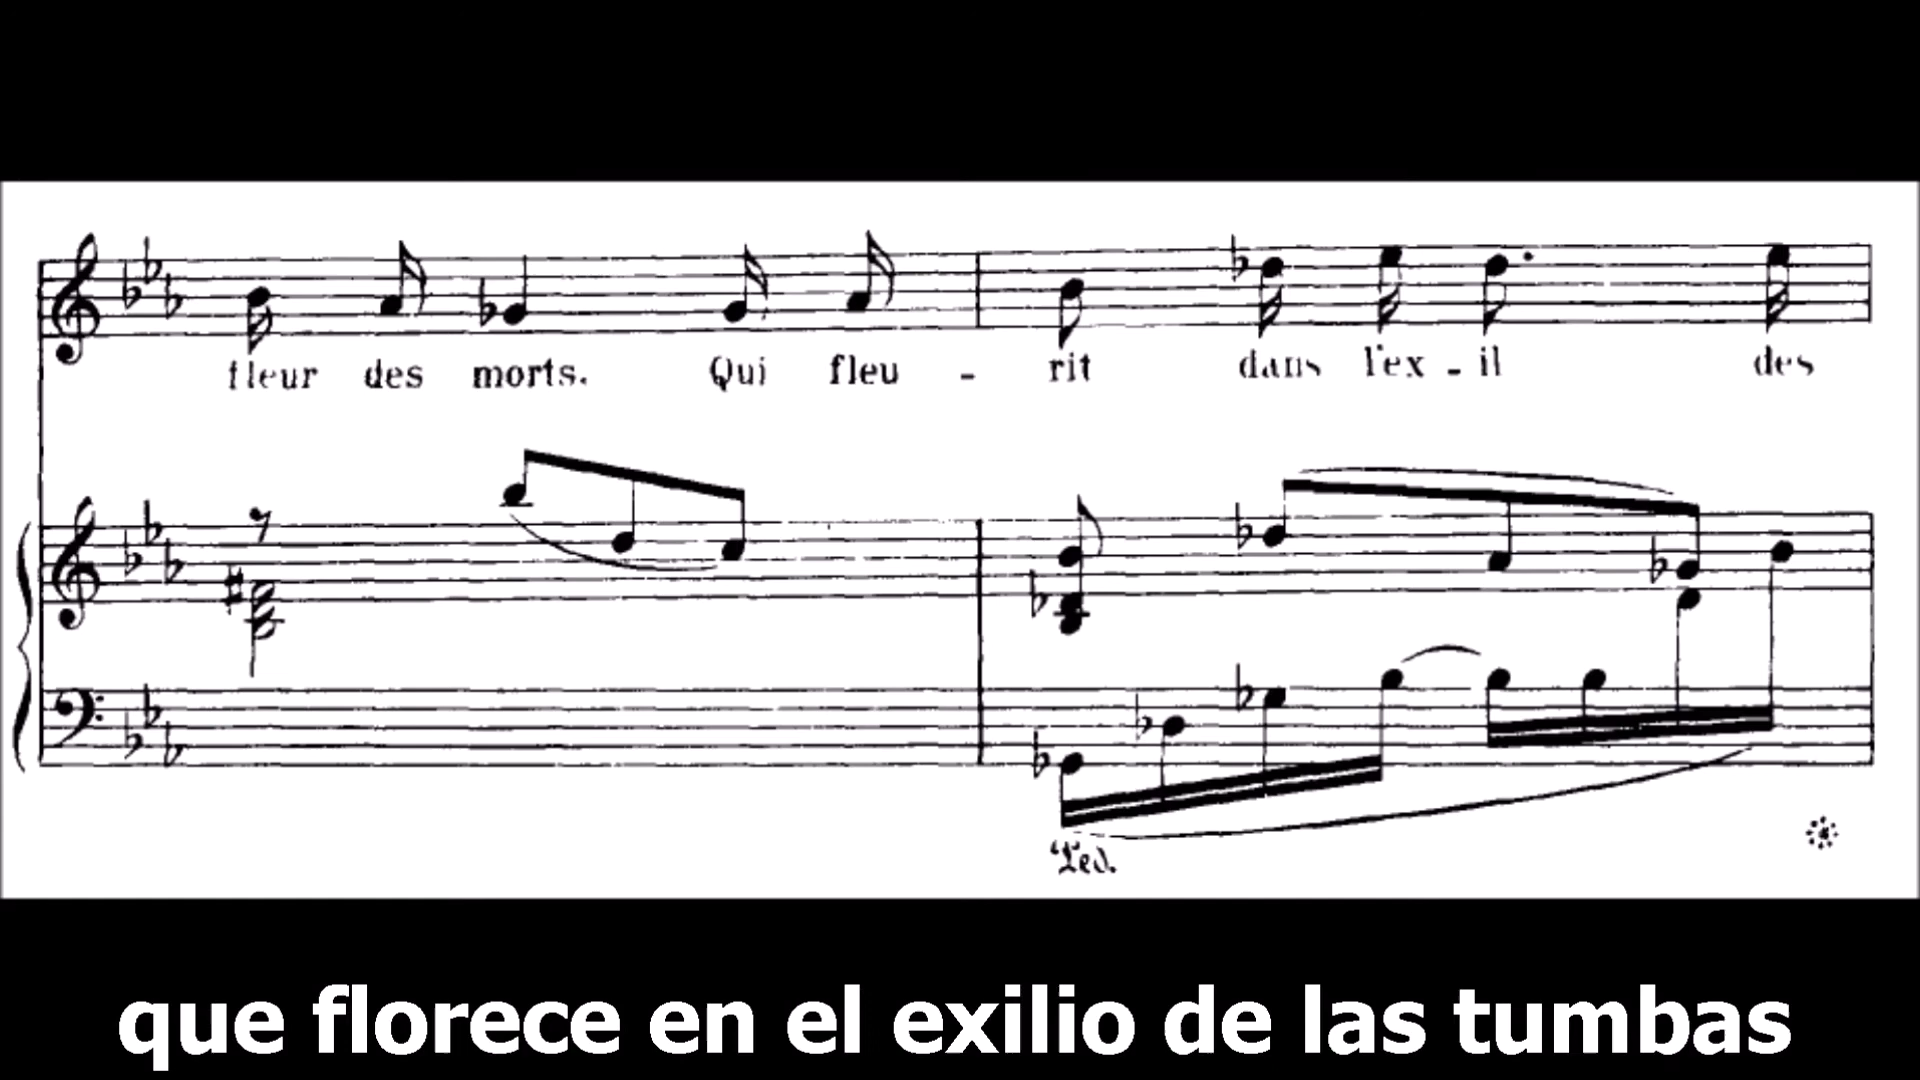 fleur des morts. Qui fleu - rit dans l'ex - il des
Ped.
que florece en el exilio de las tumbas